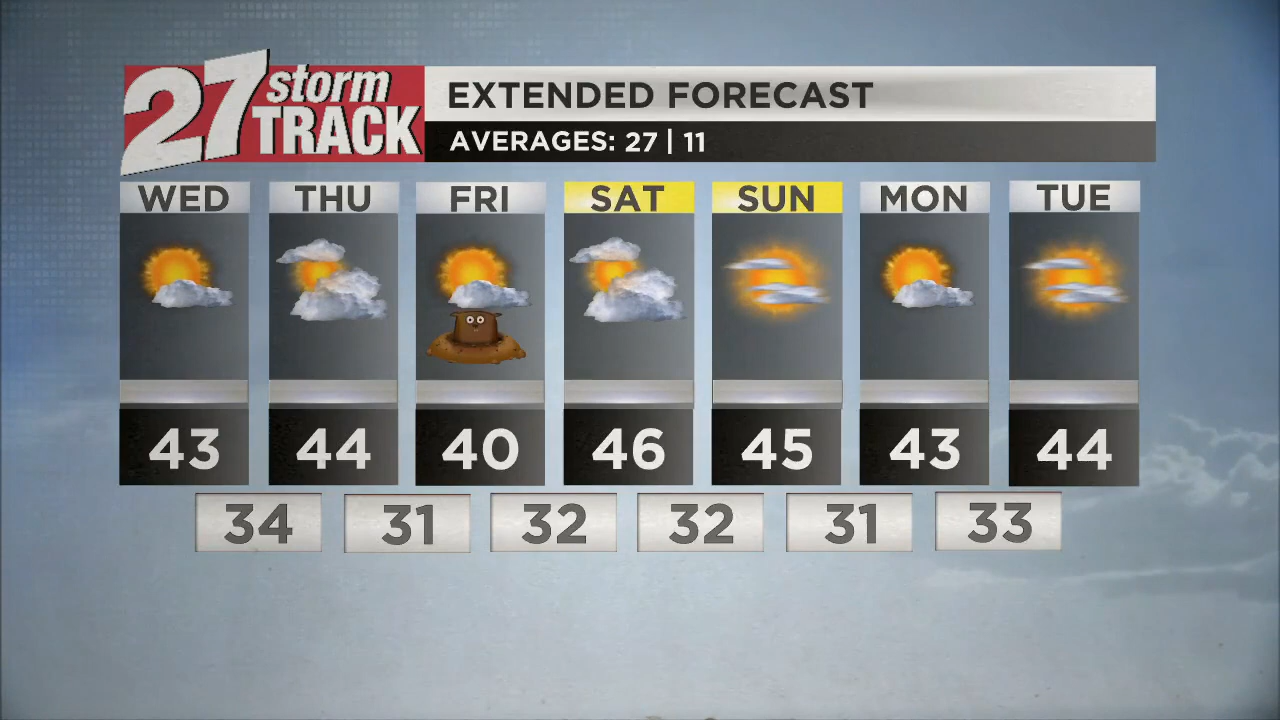 27 storm TRACK
EXTENDED FORECAST
AVERAGES: 27 | 11
WED THU FRI SAT SUN MON TUE
43 44 40 46 45 43 44
34 31 32 32 31 33